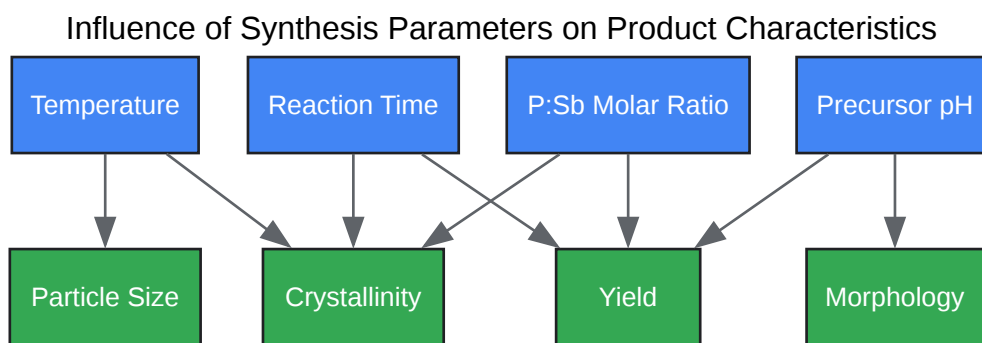 Influence of Synthesis Parameters on Product Characteristics
Temperature
Reaction Time
P:Sb Molar Ratio
Precursor pH
Particle Size
Crystallinity
Yield
Morphology